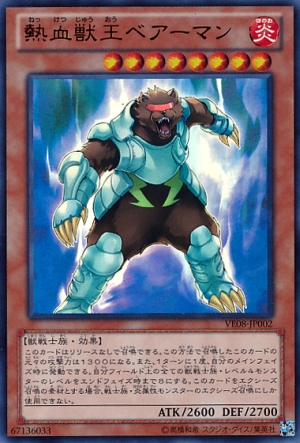 ねっけつじゅうおう
熱血獣王ベアーマン
ほのお
炎
VE08-JP002
【獣戦士族・効果】
このカードはリリースなしで召喚できる。この方法で召喚したこのカードの
元々の攻撃力は1300になる。また、1ターンに1度、自分のメインフェイ
ズ時に発動できる。自分フィールド上の全ての獣戦士族・レベル4モンス
ターのレベルをエンドフェイズ時まで8にする。このカードをエクシーズ
召喚の素材とする場合、戦士族・炎属性モンスターのエクシーズ召喚にしか
使用できない。
ATK/2600 DEF/2700
67136033
©高橋和希 スタジオ・ダイス/集英社